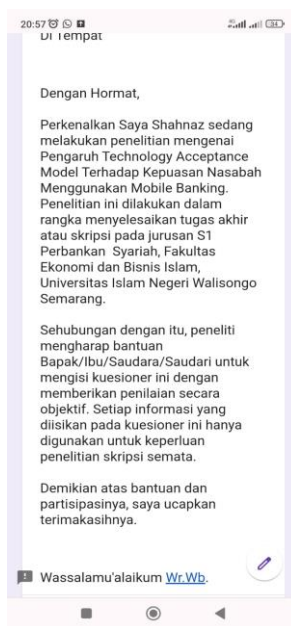 20:57
Di Tempat
Dengan Hormat,
Perkenalkan Saya Shahnaz sedang
melakukan penelitian mengenai
Pengaruh Technology Acceptance
Model Terhadap Kepuasan Nasabah
Menggunakan Mobile Banking.
Penelitian ini dilakukan dalam
rangka menyelesaikan tugas akhir
atau skripsi pada jurusan S1
Perbankan Syariah, Fakultas
Ekonomi dan Bisnis Islam,
Universitas Islam Negeri Walisongo
Semarang.
Sehubungan dengan itu, peneliti
mengharap bantuan
Bapak/Ibu/Saudara/Saudari untuk
mengisi kuesioner ini dengan
memberikan penilaian secara
objektif. Setiap informasi yang
diisikan pada kuesioner ini hanya
digunakan untuk keperluan
penelitian skripsi semata.
Demikian atas bantuan dan
partisipasinya, saya ucapkan
terimakasihnya.
Wassalamu'alaikum Wr.Wb.